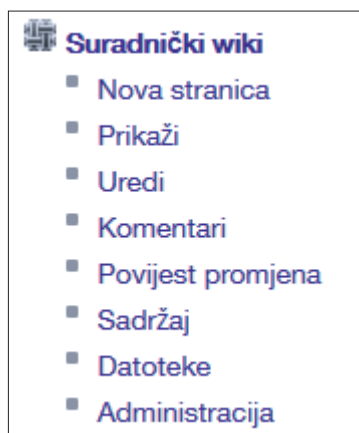 Suradnički wiki
Nova stranica
Prikaži
Uredi
Komentari
Povijest promjena
Sadržaj
Datoteke
Administracija